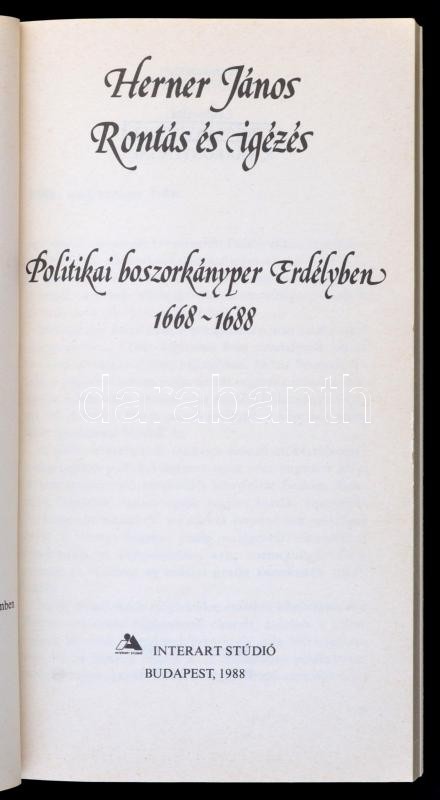 Herner János
Rontás és igézés
Politikai boszorkányper Erdélyben
1668~1688
darabanth
INTERART STÚDIÓ
BUDAPEST, 1988